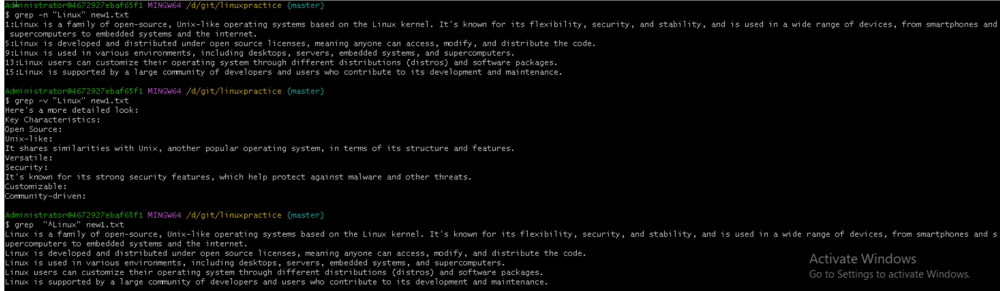 Administrator@4672927ebaf65f1 MINGW64 /d/git/linuxpractice (master)
$ grep -n "Linux" new1.txt
1:Linux is a family of open-source, Unix-like operating systems based on the Linux kernel. It's known for its flexibility, security, and stability, and is used in a wide range of devices, from smartphones and
 supercomputers to embedded systems and the internet.
5:Linux is developed and distributed under open source licenses, meaning anyone can access, modify, and distribute the code.
9:Linux is used in various environments, including desktops, servers, embedded systems, and supercomputers.
13:Linux users can customize their operating system through different distributions (distros) and software packages.
15:Linux is supported by a large community of developers and users who contribute to its development and maintenance.

Administrator@4672927ebaf65f1 MINGW64 /d/git/linuxpractice (master)
$ grep -v "Linux" new1.txt
Here's a more detailed look:
Key Characteristics:
Open Source:
Unix-like:
It shares similarities with Unix, another popular operating system, in terms of its structure and features.
Versatile:
Security:
It's known for its strong security features, which help protect against malware and other threats.
Customizable:
Community-driven:

Administrator@4672927ebaf65f1 MINGW64 /d/git/linuxpractice (master)
$ grep  "^Linux" new1.txt
Linux is a family of open-source, Unix-like operating systems based on the Linux kernel. It's known for its flexibility, security, and stability, and is used in a wide range of devices, from smartphones and s
upercomputers to embedded systems and the internet.
Linux is developed and distributed under open source licenses, meaning anyone can access, modify, and distribute the code.
Linux is used in various environments, including desktops, servers, embedded systems, and supercomputers.
Linux users can customize their operating system through different distributions (distros) and software packages.
Linux is supported by a large community of developers and users who contribute to its development and maintenance.
Activate Windows
Go to Settings to activate Windows.